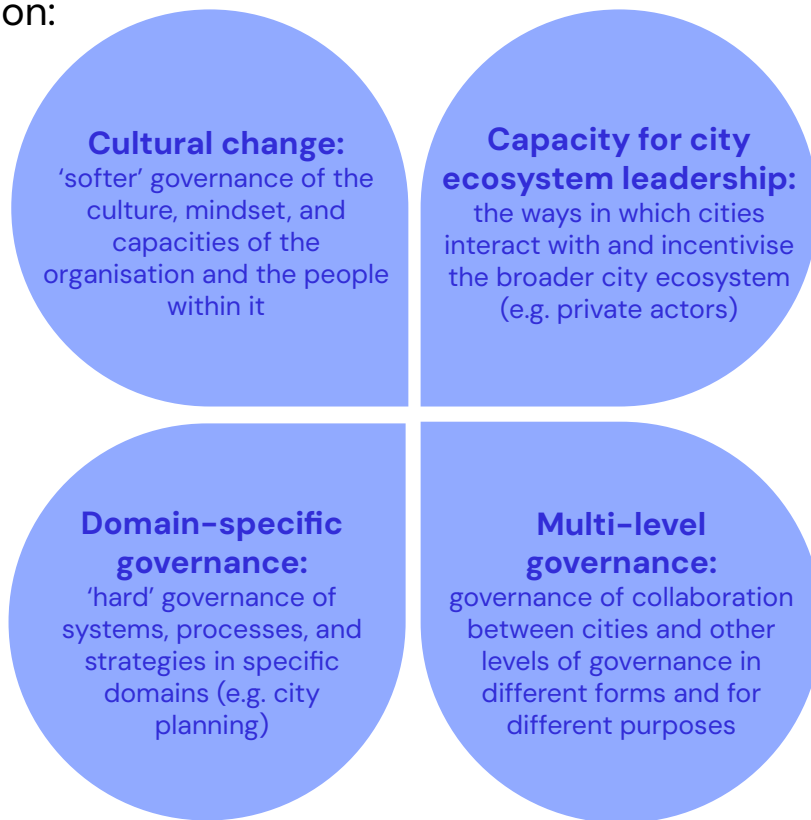 on:
Cultural change:
‘softer’ governance of the
culture, mindset, and
capacities of the
organisation and the people
within it
Capacity for city
ecosystem leadership:
the ways in which cities
interact with and incentivise
the broader city ecosystem
(e.g. private actors)
Domain-specific
governance:
‘hard’ governance of
systems, processes, and
strategies in specific
domains (e.g. city
planning)
Multi-level
governance:
governance of collaboration
between cities and other
levels of governance in
different forms and for
different purposes